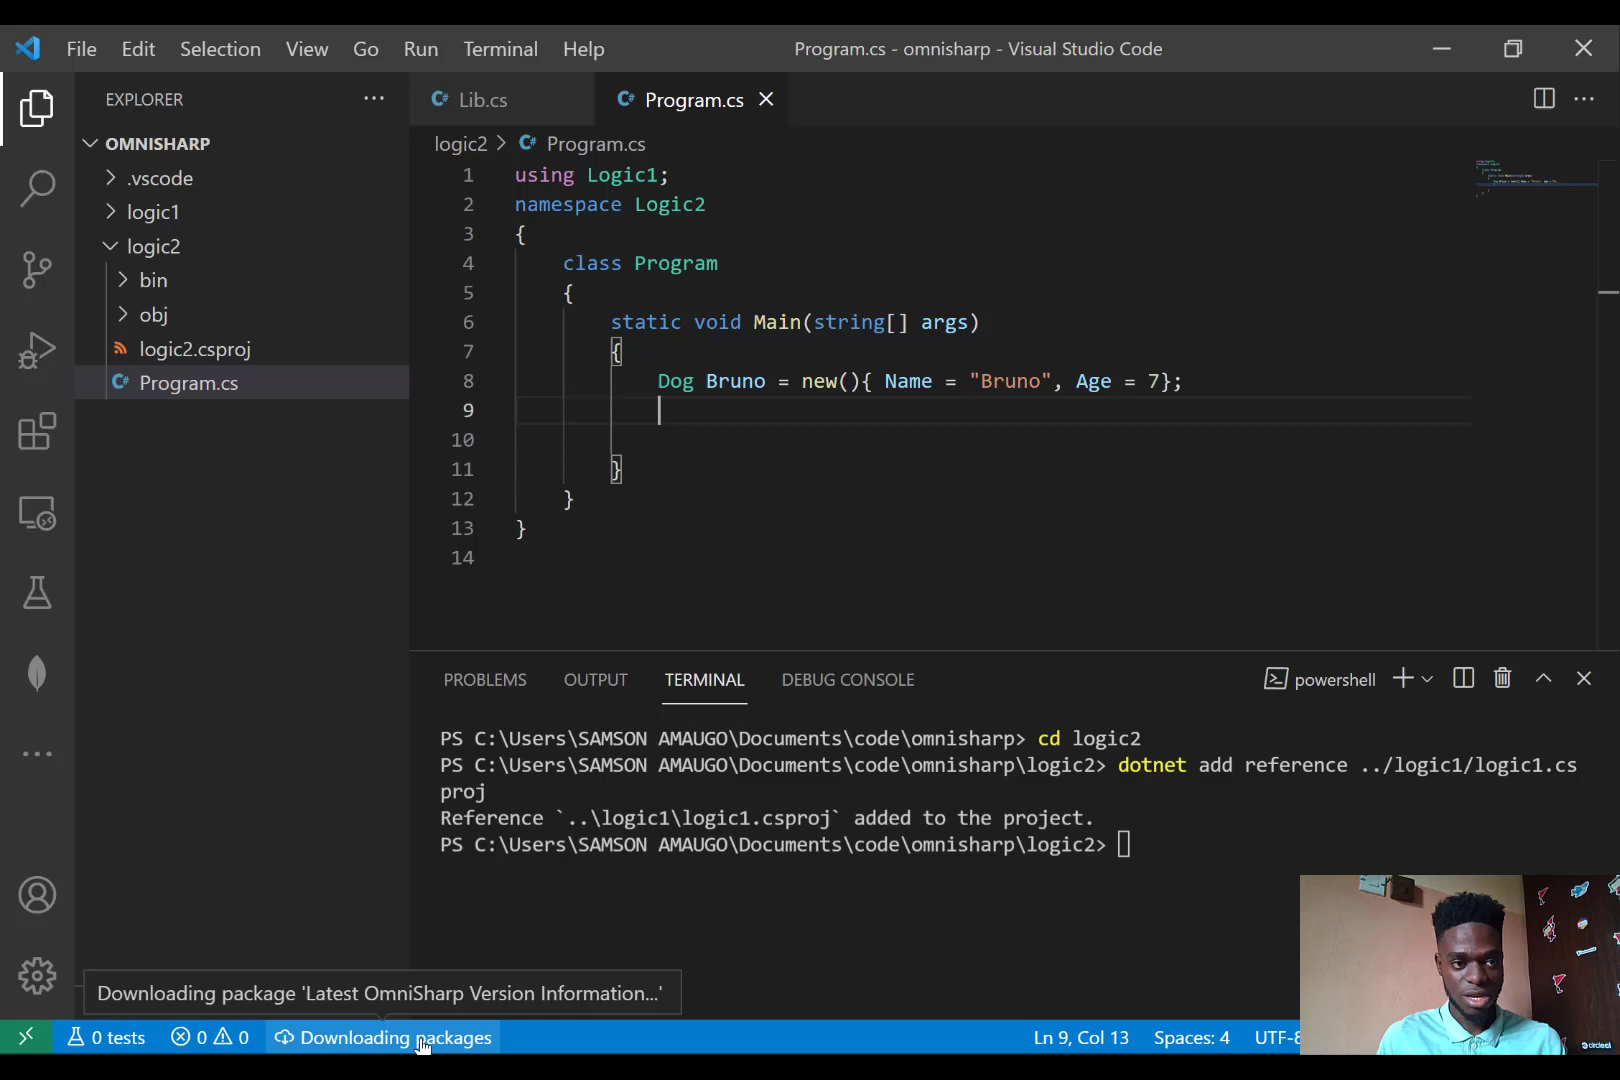 File Edit Selection View Go Run Terminal Help
Program.cs - omnisharp - Visual Studio Code
EXPLORER
OMNISHARP
.vscode
logic1
logic2
bin
obj
logic2.csproj
Program.cs
Lib.cs
Program.cs
logic2 > Program.cs
1 using Logic1;
2 namespace Logic2
3 {
4 class Program
5 {
6 static void Main(string[] args)
7 {
8 Dog Bruno = new(){ Name = "Bruno", Age = 7};
9
10
11 }
12 }
13 }
14
PROBLEMS OUTPUT TERMINAL DEBUG CONSOLE
powershell
PS C:\Users\SAMSON AMAUGO\Documents\code\omnisharp> cd logic2
PS C:\Users\SAMSON AMAUGO\Documents\code\omnisharp\logic2> dotnet add reference ../logic1/logic1.cs
proj
Reference `..\logic1\logic1.csproj` added to the project.
PS C:\Users\SAMSON AMAUGO\Documents\code\omnisharp\logic2>
Downloading package 'Latest OmniSharp Version Information...'
0 tests 0 0 Downloading packages
Ln 9, Col 13 Spaces: 4 UTF-8